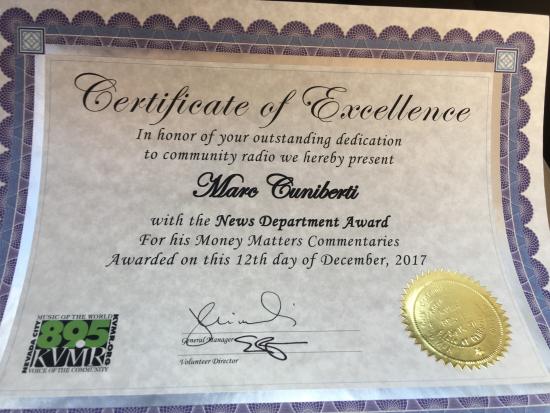 Certificate of Excellence
In honor of your outstanding dedication
to community radio we hereby present
Marc Cuniberti
with the News Department Award
For his Money Matters Commentaries
Awarded on this 12th day of December, 2017
General Manager
Volunteer Director
MUSIC OF THE WORLD
NEVADA CITY
89.5
KVMR
KVMR.ORG
VOICE OF THE COMMUNITY